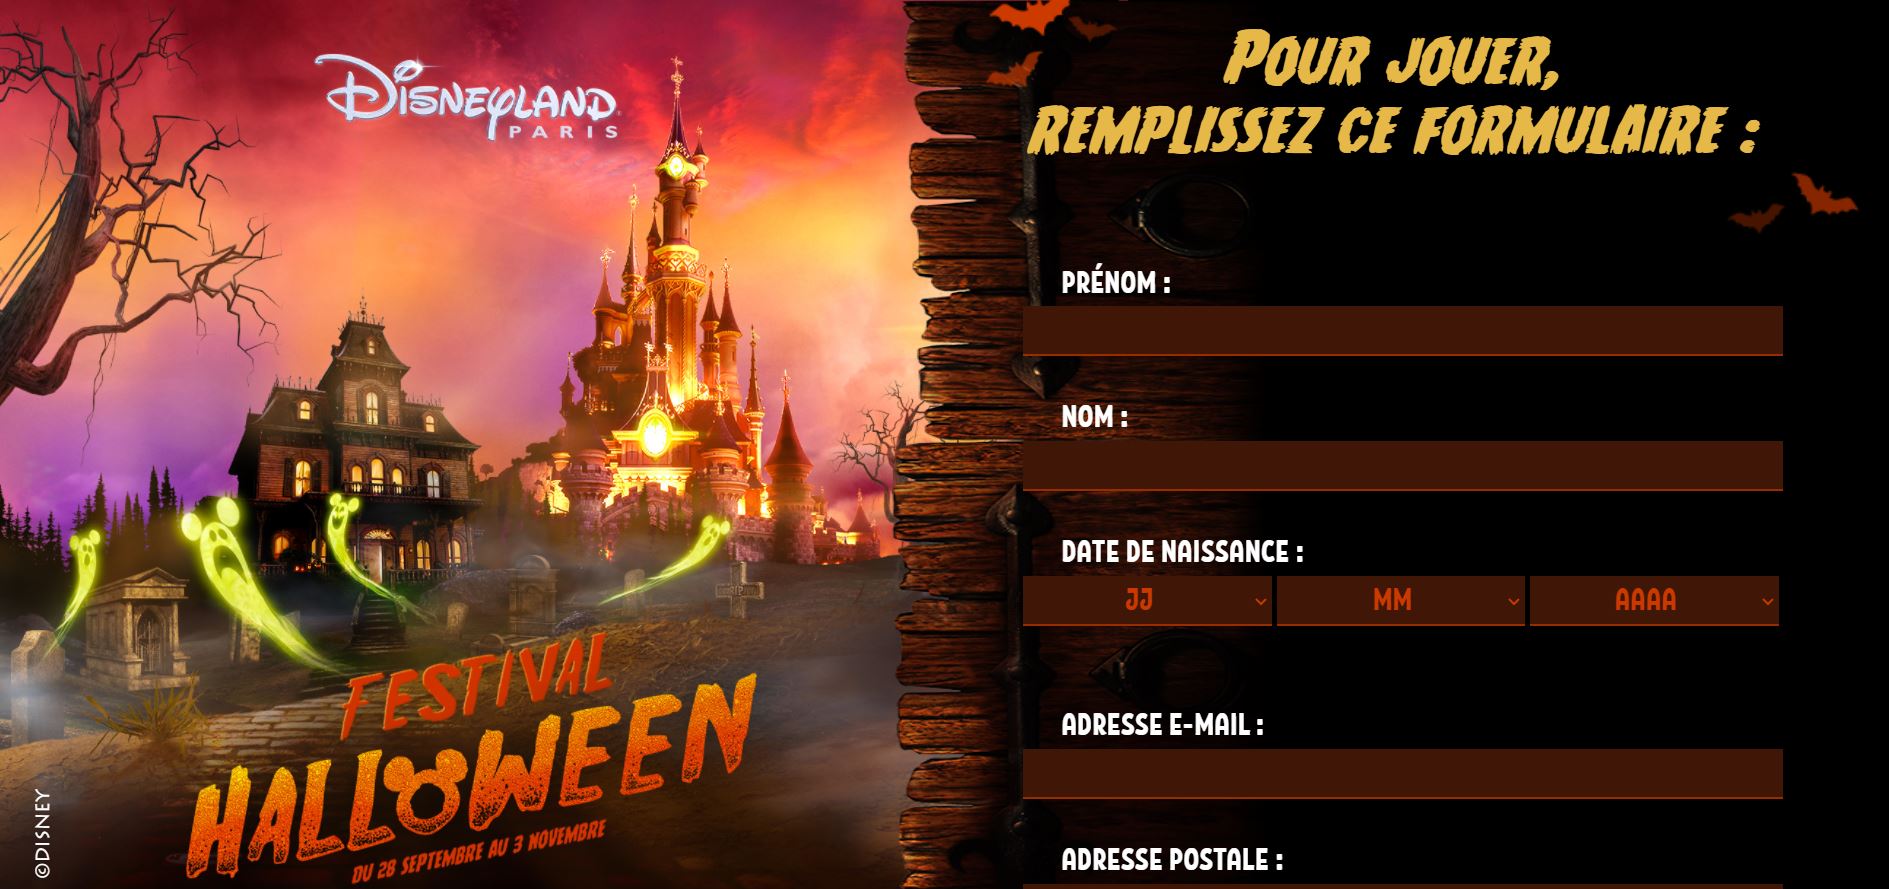 DISNEYLAND
PARIS
FESTIVAL
HALLOWEEN
DU 28 SEPTEMBRE AU 3 NOVEMBRE
©DISNEY
RIP
POUR JOUER,
REMPLISSEZ CE FORMULAIRE :
PRÉNOM :
NOM :
DATE DE NAISSANCE :
JJ MM AAAA
ADRESSE E-MAIL :
ADRESSE POSTALE :